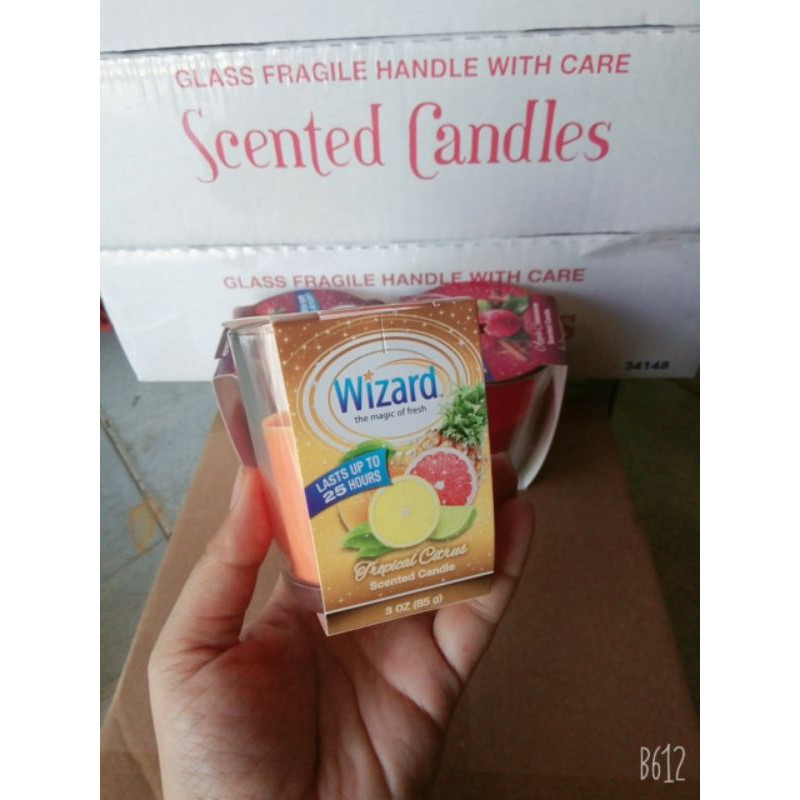 GLASS FRAGILE HANDLE WITH CARE
Scented Candles
GLASS FRAGILE HANDLE WITH CARE
34148
Wizard
the magic of fresh
LASTS UP TO
25 HOURS
Tropical Citrus
Scented Candle
3 OZ (85 g)
B612